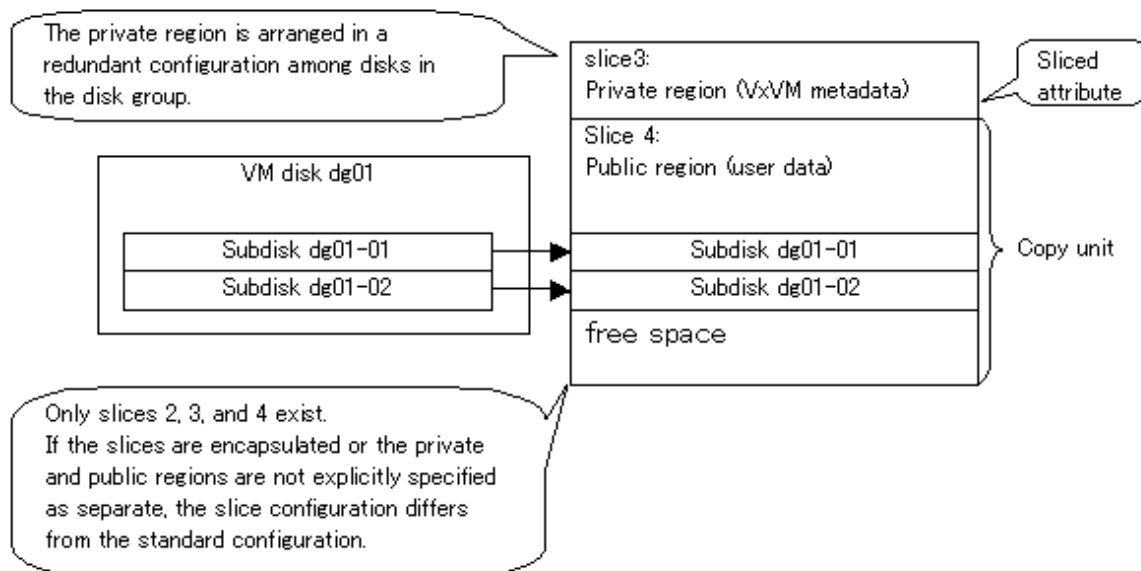 The private region is arranged in a
redundant configuration among disks in
the disk group.
slice3:
Private region (VxVM metadata)
Sliced
attribute
Slice 4:
Public region (user data)
VM disk dg01
Subdisk dg01-01
Subdisk dg01-02
Subdisk dg01-01
Subdisk dg01-02
free space
Copy unit
Only slices 2, 3, and 4 exist.
If the slices are encapsulated or the private
and public regions are not explicitly specified
as separate, the slice configuration differs
from the standard configuration.